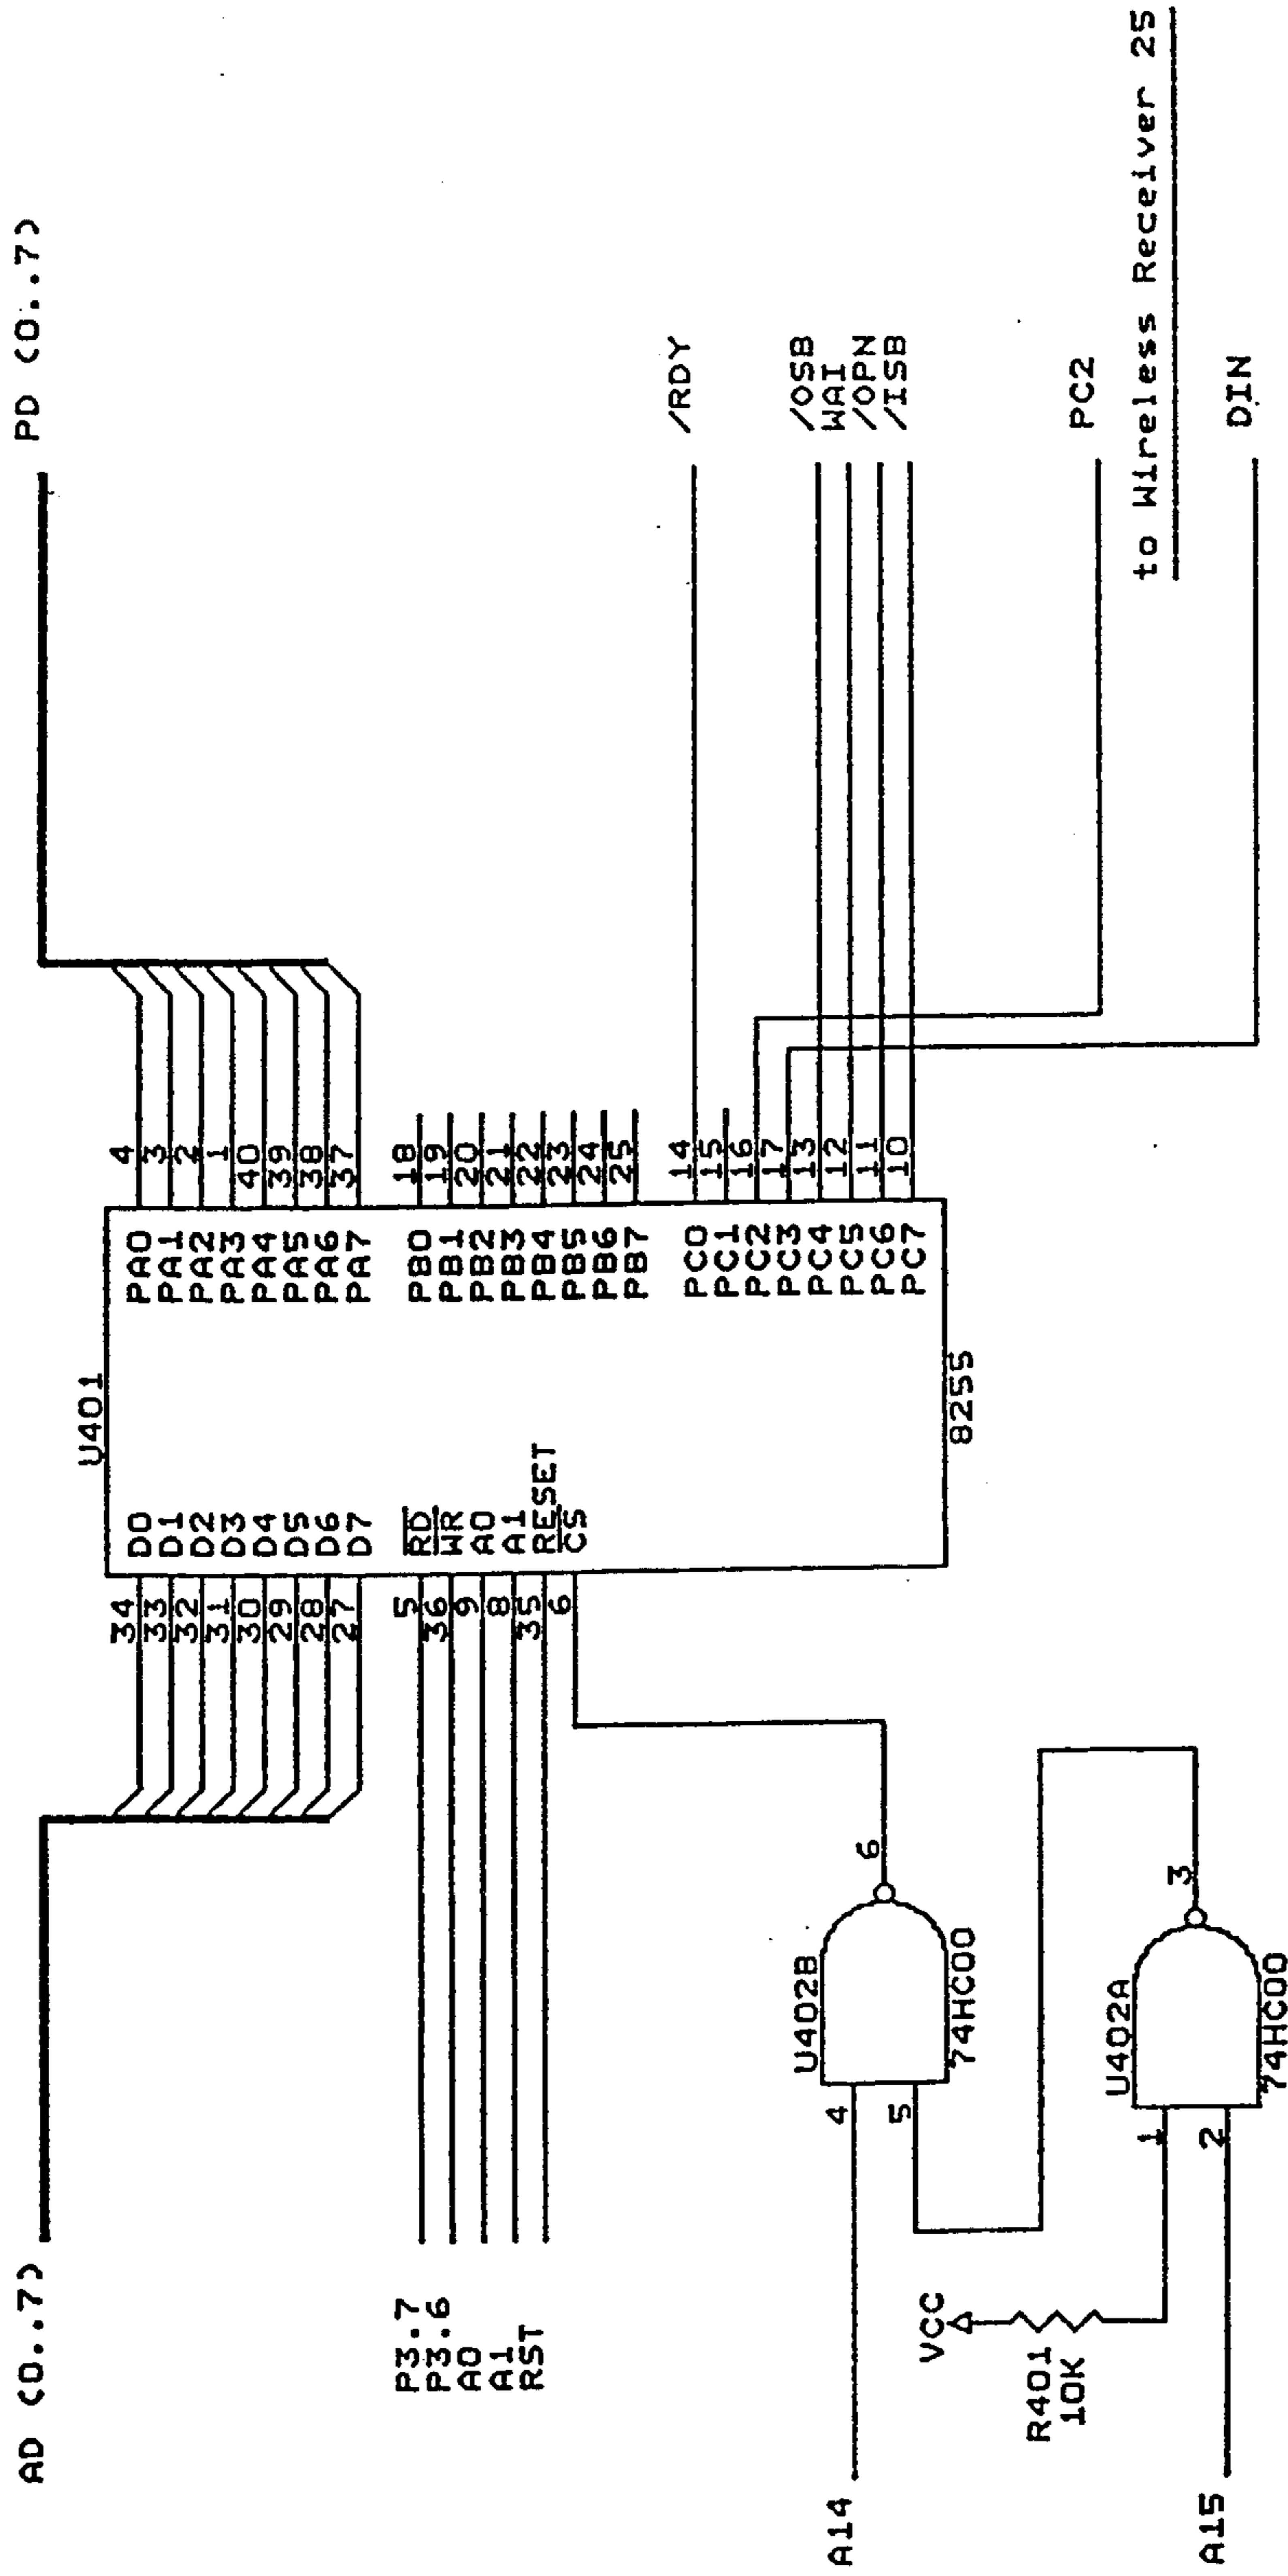 AD (0..7)
PD (0..7)
U401
34
33
32
31
30
29
28
27
D0
D1
D2
D3
D4
D5
D6
D7
PA0
PA1
PA2
PA3
PA4
PA5
PA6
PA7
4
3
2
1
40
39
38
37
P3.7
P3.6
A0
A1
RST
5
36
9
8
35
6
RD
WR
A0
A1
RESET
CS
PB0
PB1
PB2
PB3
PB4
PB5
PB6
PB7
18
19
20
21
22
23
24
25
PC0
PC1
PC2
PC3
PC4
PC5
PC6
PC7
14
15
16
17
13
12
11
10
/RDY
/OSB
WAI
/OPN
/ISB
8255
A14
4
5
U402B
74HC00
6
VCC
R401
10K
PC2
to Wireless Receiver 25
A15
1
2
U402A
74HC00
3
DIN